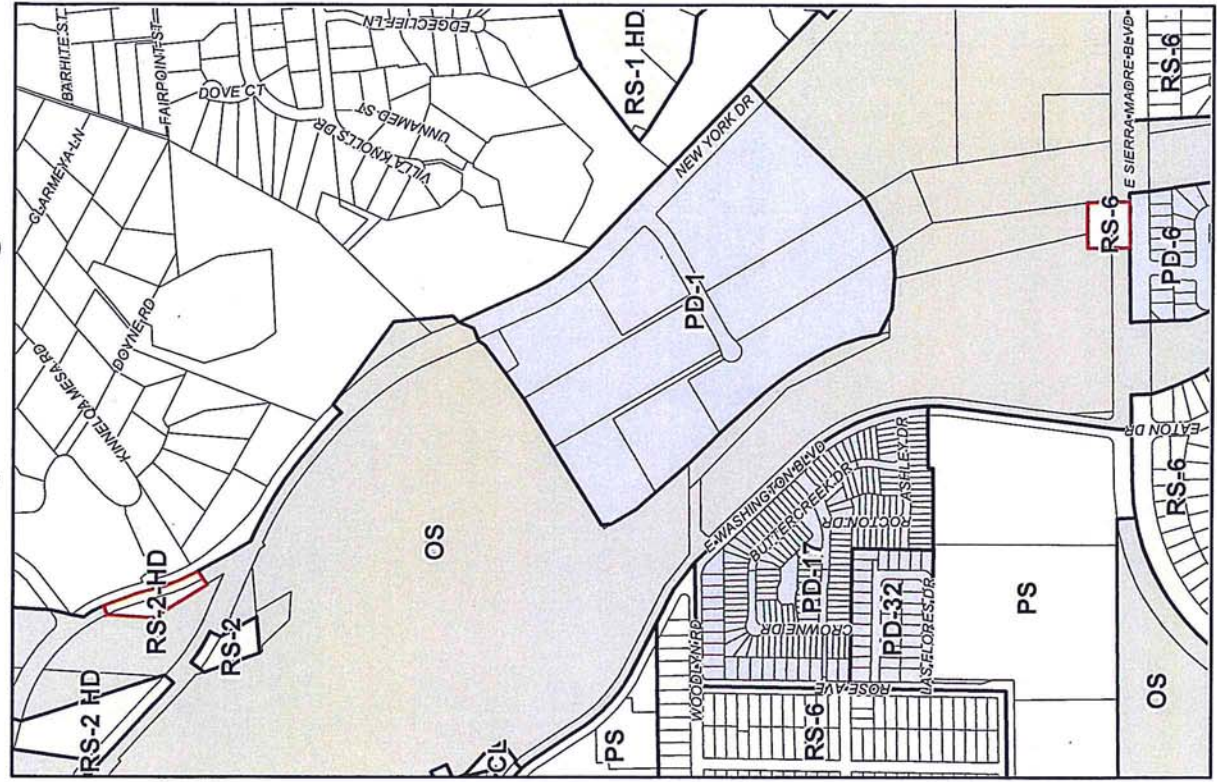 BARHITE ST
FAIRPOINT ST
EDGECLIFF LN
DOVE CT
GLARMEYA LN
VILLA KNOLLS DR
UNNAMED ST
RS-1 HD
KINNELOA MESA RD
DOYNE RD
NEW YORK DR
PD-1
RS-6
E SIERRA MADRE BLVD
RS-6
PD-6
OS
RS-2-HD
RS-2
RS-2 HD
E WASHINGTON BLVD
BUTTERCREEK DR
ASHLEY DR
ROCTON DR
PD-17
CROWNE DR
PD-32
LAS FLORES DR
WOODLYN RD
ROSE AVE
RS-6
PS
CL
PS
EATON DR
RS-6
OS